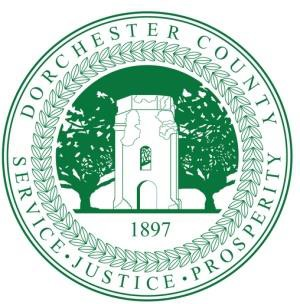 DORCHESTER COUNTY
1897
SERVICE•JUSTICE•PROSPERITY